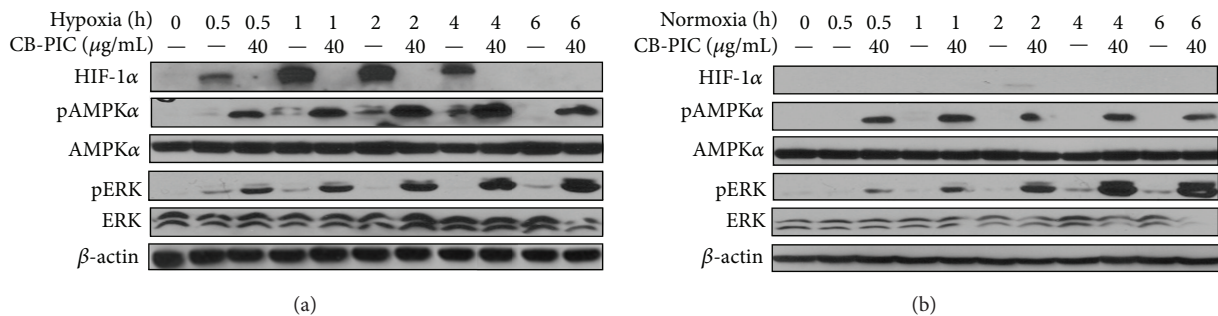 Hypoxia (h) 0 0.5 0.5 1 1 2 2 4 4 6 6
CB-PIC (μg/mL) — — 40 — 40 — 40 — 40 — 40
HIF-1α
pAMPKα
AMPKα
pERK
ERK
β-actin
(a)
Normoxia (h) 0 0.5 0.5 1 1 2 2 4 4 6 6
CB-PIC (μg/mL) — — 40 — 40 — 40 — 40 — 40
HIF-1α
pAMPKα
AMPKα
pERK
ERK
β-actin
(b)